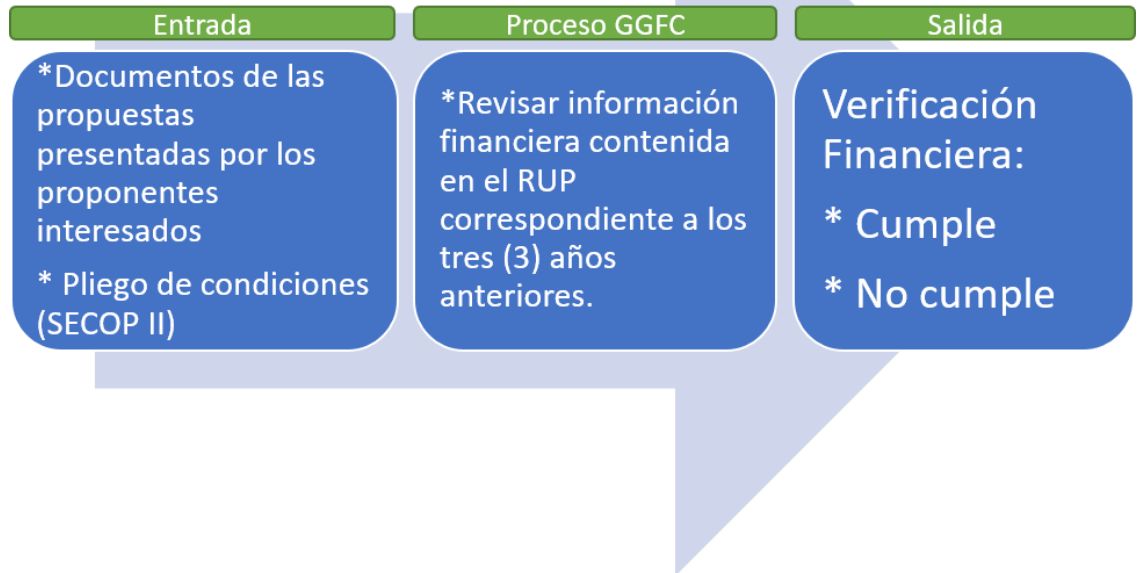 Entrada
*Documentos de las
propuestas
presentadas por los
proponentes
interesados
* Pliego de condiciones
(SECOP II)
Proceso GGFC
*Revisar información
financiera contenida
en el RUP
correspondiente a los
tres (3) años
anteriores.
Salida
Verificación
Financiera:
* Cumple
* No cumple